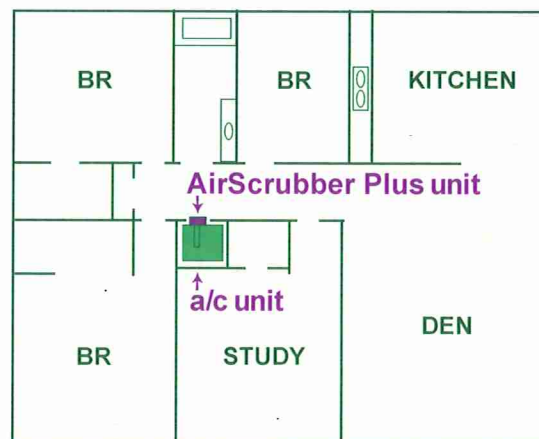 BR
BR
KITCHEN
AirScrubber Plus unit
a/c unit
DEN
BR
STUDY